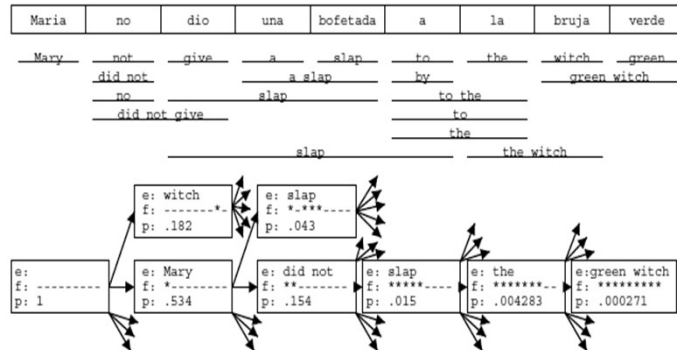 Maria no dio una bofetada a la bruja verde
Mary not give a slap to the witch green
did not a slap by green witch
no slap to the
did not give to
the
slap the witch
e: witch e: slap
f: -------*- f: *-***----
p: .182 p: .043
e: e: Mary e: did not e: slap e: the e:green witch
f: --------- f: *-------- f: **------- f: *****---- f: *******-- f: *********
p: 1 p: .534 p: .154 p: .015 p: .004283 p: .000271